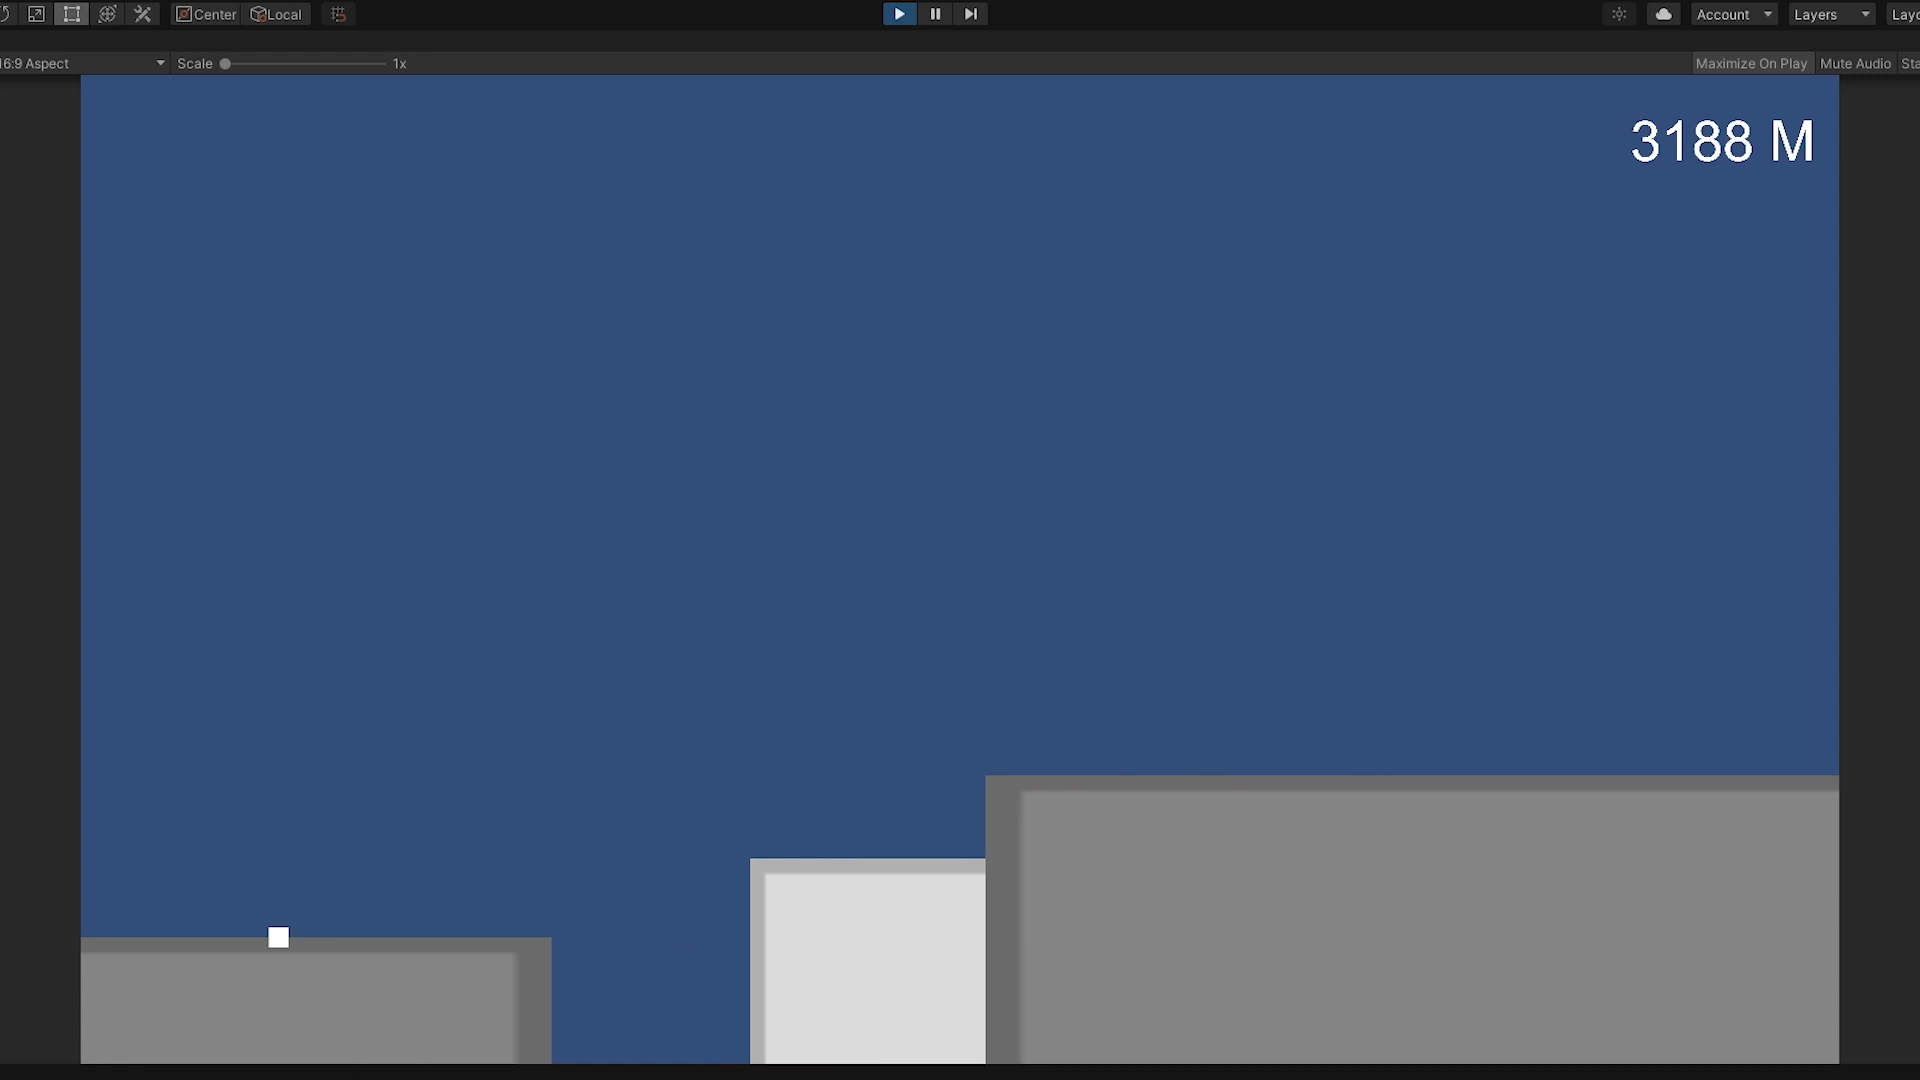 Center Local Account Layers
16:9 Aspect Scale 1x Maximize On Play Mute Audio
3188 M